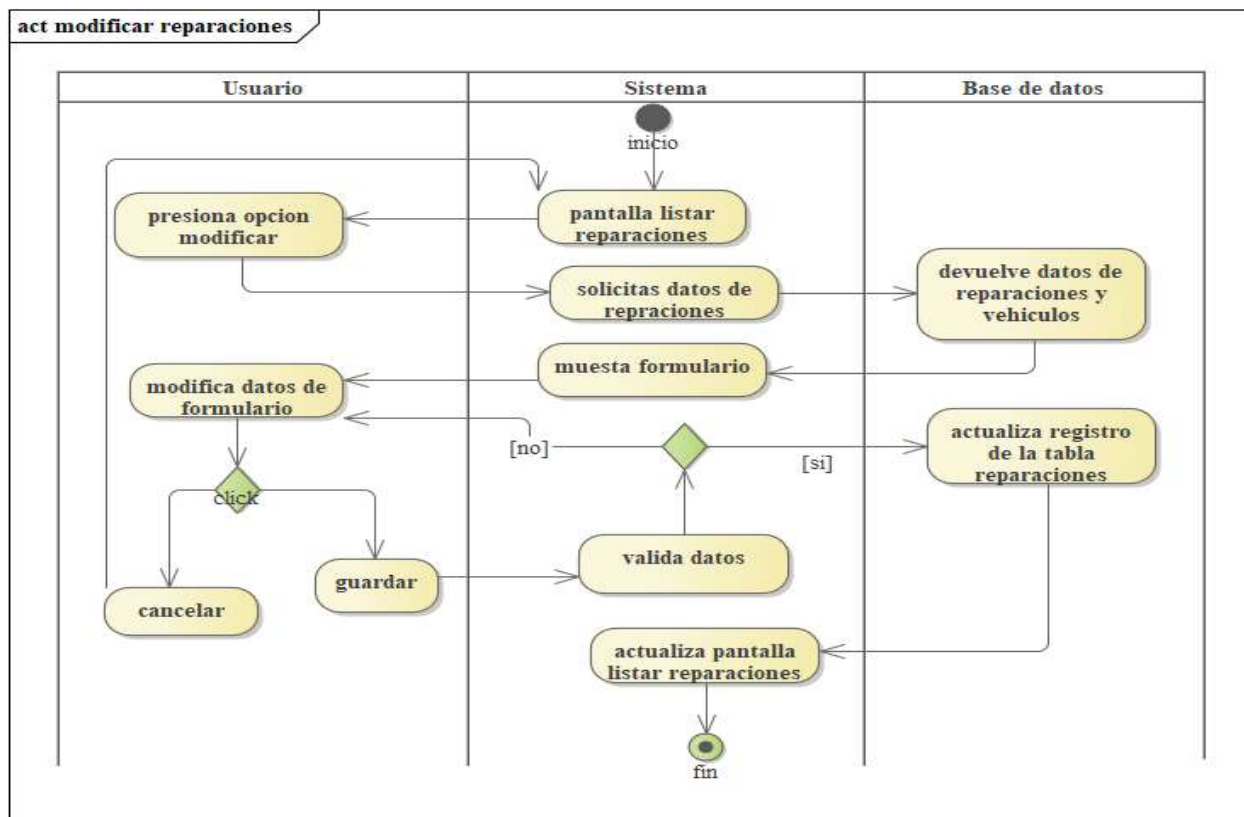 act modificar reparaciones
Usuario
Sistema
Base de datos
inicio
presiona opcion
modificar
pantalla listar
reparaciones
solicitas datos de
repraciones
devuelve datos de
reparaciones y
vehiculos
muesta formulario
modifica datos de
formulario
[no]
[si]
actualiza registro
de la tabla
reparaciones
click
valida datos
guardar
cancelar
actualiza pantalla
listar reparaciones
fin